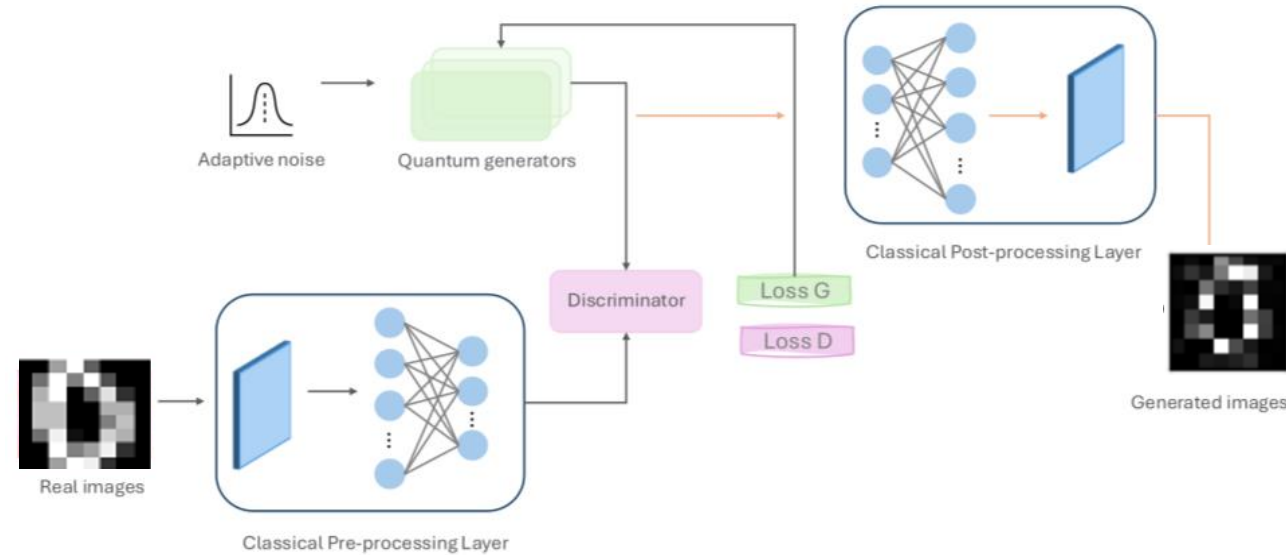 Adaptive noise
Quantum generators
Classical Post-processing Layer
Discriminator
Loss G
Loss D
Real images
Generated images
Classical Pre-processing Layer